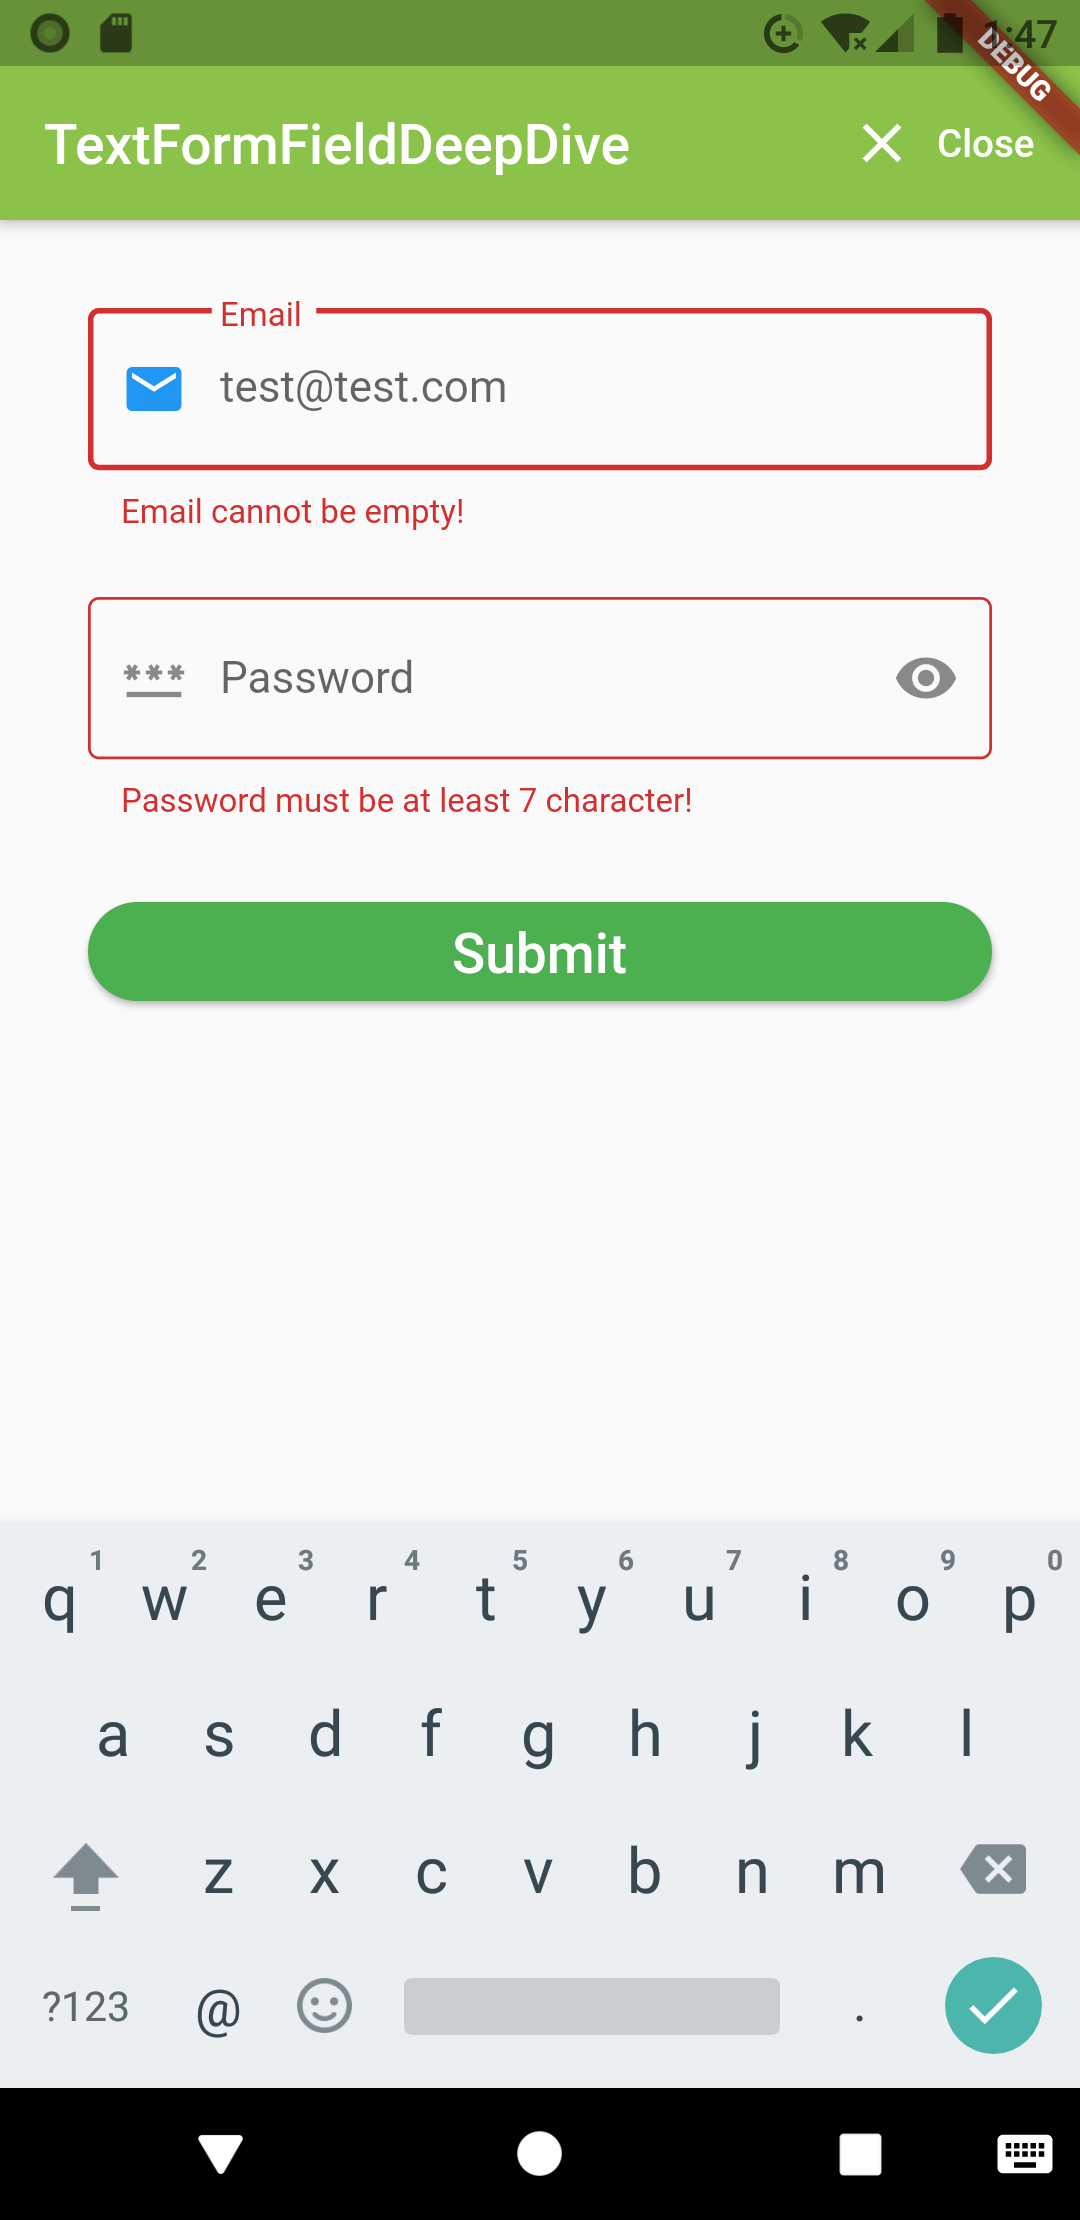 1:47
DEBUG
TextFormFieldDeepDive
Close
Email
test@test.com
Email cannot be empty!
*** Password
Password must be at least 7 character!
Submit
1 2 3 4 5 6 7 8 9 0
q w e r t y u i o p
a s d f g h j k l
z x c v b n m
?123 @ .